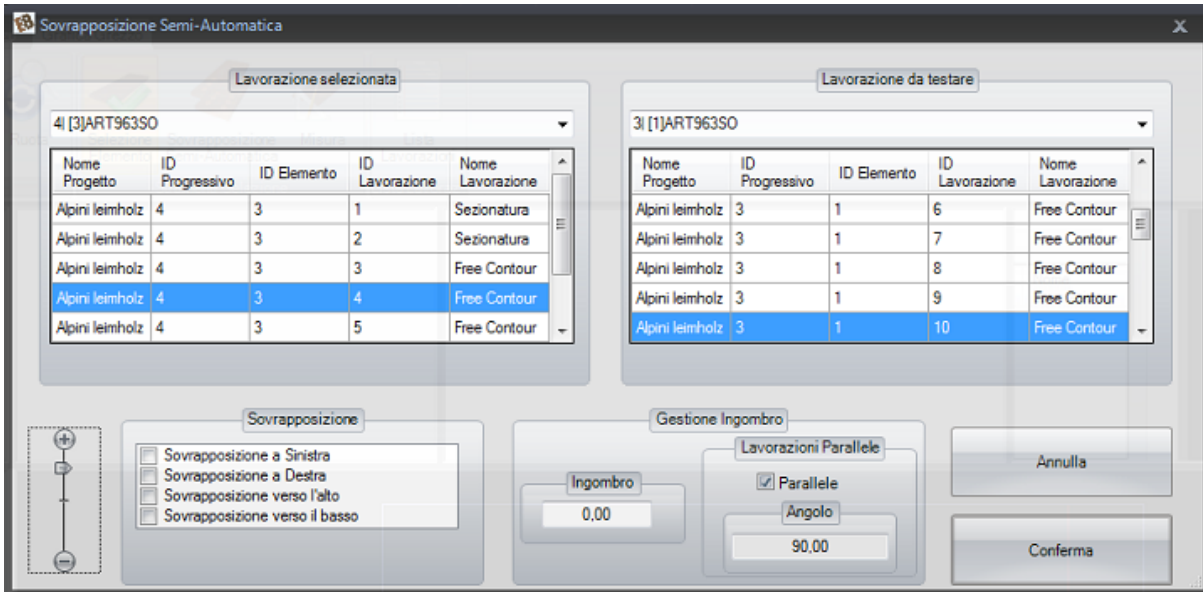 Sovrapposizione Semi-Automatica
x
Lavorazione selezionata
4| [3]ART963SO
Nome Progetto ID Progressivo ID Elemento ID Lavorazione Nome Lavorazione
Alpini leimholz 4 3 1 Sezionatura
Alpini leimholz 4 3 2 Sezionatura
Alpini leimholz 4 3 3 Free Contour
Alpini leimholz 4 3 4 Free Contour
Alpini leimholz 4 3 5 Free Contour
Lavorazione da testare
3| [1]ART963SO
Nome Progetto ID Progressivo ID Elemento ID Lavorazione Nome Lavorazione
Alpini leimholz 3 1 6 Free Contour
Alpini leimholz 3 1 7 Free Contour
Alpini leimholz 3 1 8 Free Contour
Alpini leimholz 3 1 9 Free Contour
Alpini leimholz 3 1 10 Free Contour
Sovrapposizione
Sovrapposizione a Sinistra
Sovrapposizione a Destra
Sovrapposizione verso l'alto
Sovrapposizione verso il basso
Gestione Ingombro
Ingombro
0,00
Lavorazioni Parallele
Parallele
Angolo
90,00
Annulla
Conferma